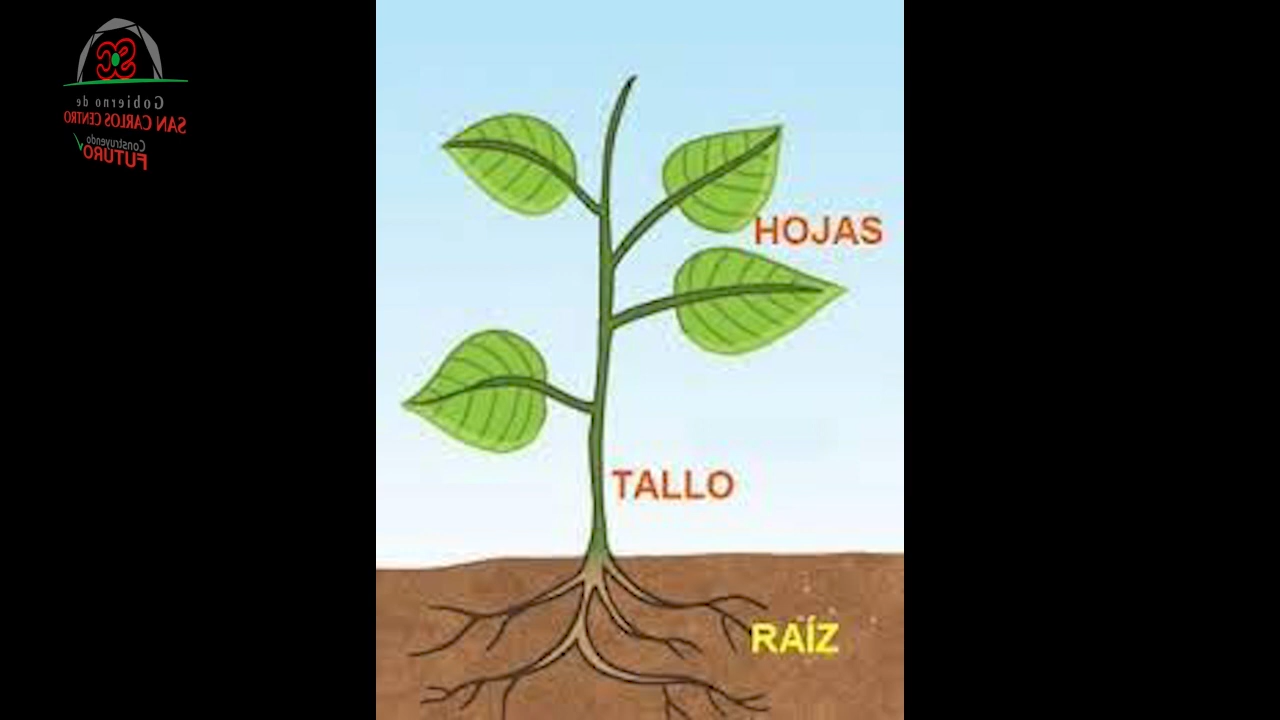 Gobierno de
SAN CARLOS CENTRO
Construyendo
FUTURO
HOJAS
TALLO
RAÍZ